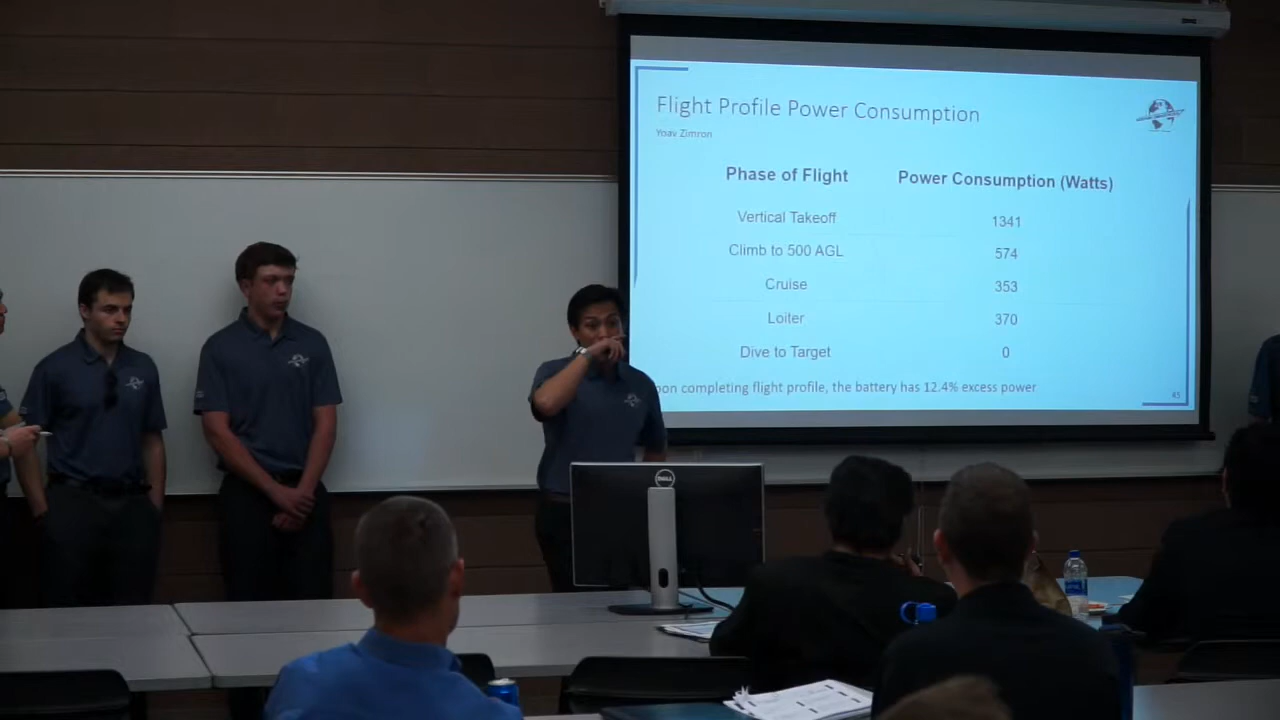 Flight Profile Power Consumption
Yoav Zimron
Phase of Flight Power Consumption (Watts)
Vertical Takeoff 1341
Climb to 500 AGL 574
Cruise 353
Loiter 370
Dive to Target 0
completing flight profile, the battery has 12.4% excess power
45
DELL